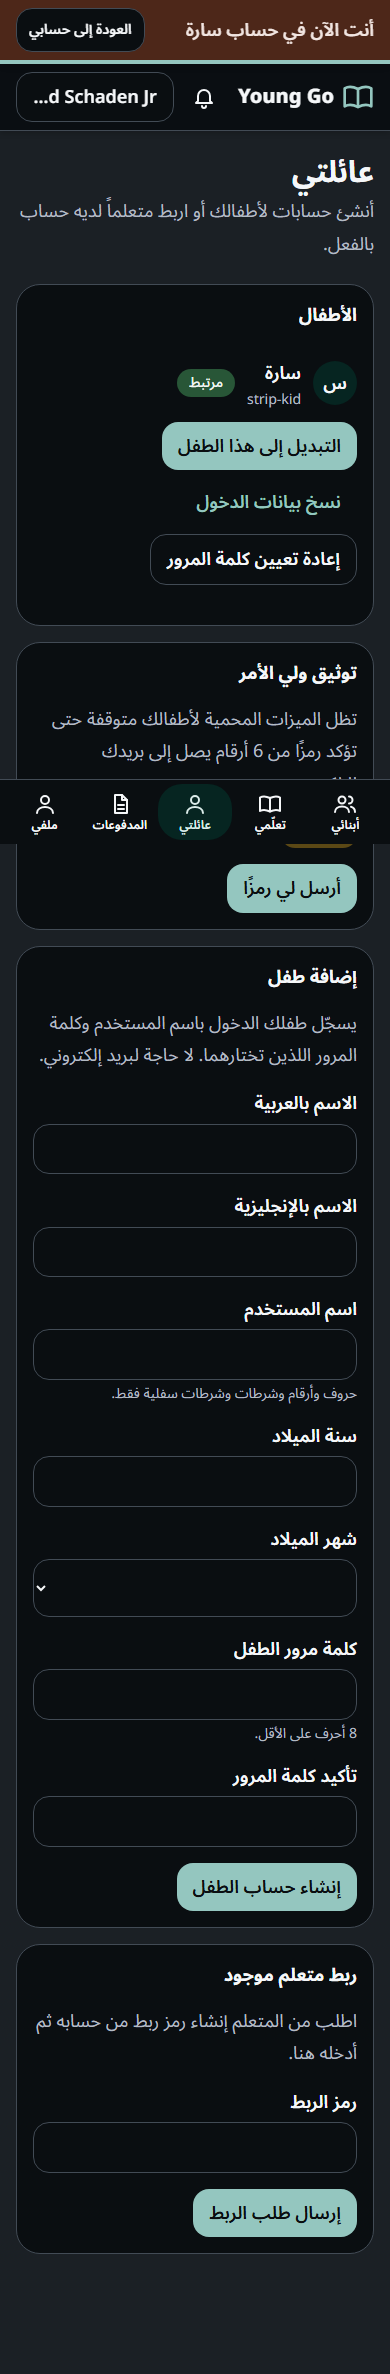 أنت الآن في حساب سارة
العودة إلى حسابي
Young Go
...d Schaden Jr
عائلتي
أنشئ حسابات لأطفالك أو اربط متعلماً لديه حساب
بالفعل.
الأطفال
س
سارة
مرتبط
strip-kid
التبديل إلى هذا الطفل
نسخ بيانات الدخول
إعادة تعيين كلمة المرور
توثيق ولي الأمر
تظل الميزات المحمية لأطفالك متوقفة حتى
تؤكد رمزًا من 6 أرقام يصل إلى بريدك
أبنائي
تعلّمي
عائلتي
المدفوعات
ملفي
أرسل لي رمزًا
إضافة طفل
يسجّل طفلك الدخول باسم المستخدم وكلمة
المرور اللذين تختارهما. لا حاجة لبريد إلكتروني.
الاسم بالعربية
الاسم بالإنجليزية
اسم المستخدم
حروف وأرقام وشرطات وشرطات سفلية فقط.
سنة الميلاد
شهر الميلاد
كلمة مرور الطفل
8 أحرف على الأقل.
تأكيد كلمة المرور
إنشاء حساب الطفل
ربط متعلم موجود
اطلب من المتعلم إنشاء رمز ربط من حسابه ثم
أدخله هنا.
رمز الربط
إرسال طلب الربط